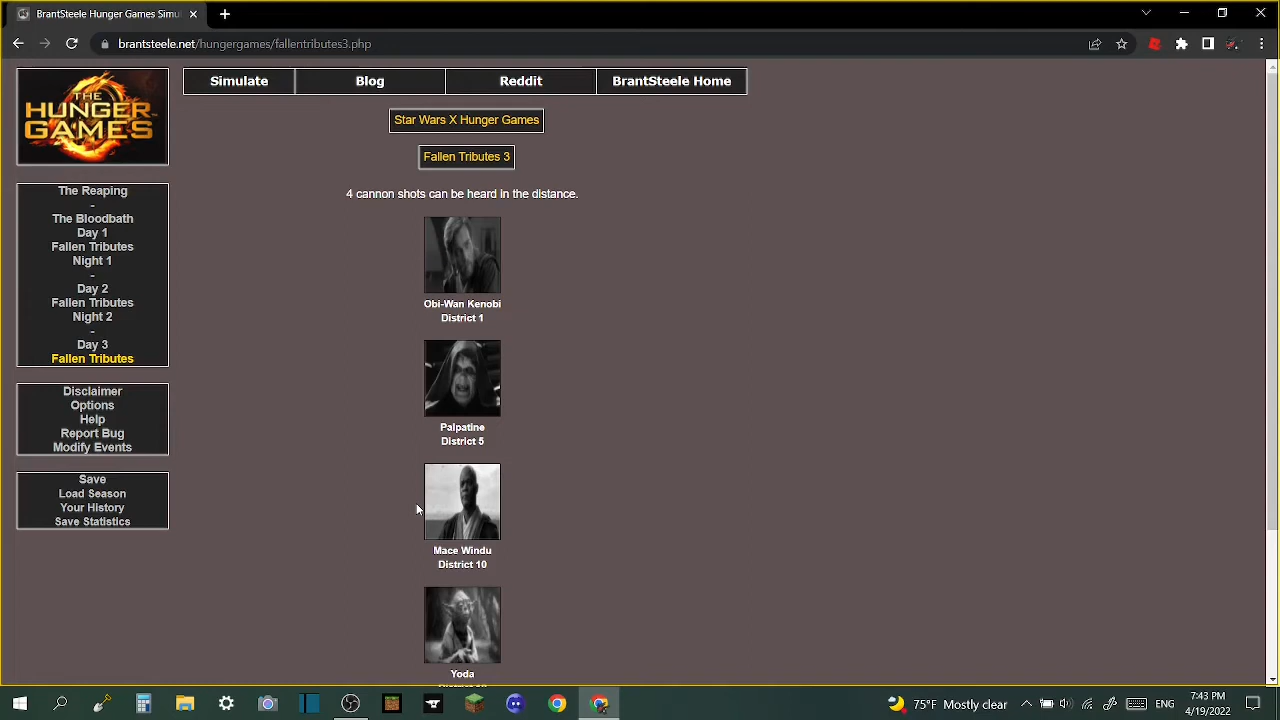 BrantSteele Hunger Games Simul
brantsteele.net/hungergames/fallentributes3.php
THE
HUNGER
GAMES
Simulate
Blog
Reddit
BrantSteele Home
Star Wars X Hunger Games
Fallen Tributes 3
4 cannon shots can be heard in the distance.
Obi-Wan Kenobi
District 1
Palpatine
District 5
Mace Windu
District 10
Yoda
The Reaping
-
The Bloodbath
Day 1
Fallen Tributes
Night 1
-
Day 2
Fallen Tributes
Night 2
-
Day 3
Fallen Tributes
Disclaimer
Options
Help
Report Bug
Modify Events
Save
Load Season
Your History
Save Statistics
75°F Mostly clear
ENG
7:43 PM
4/19/2022